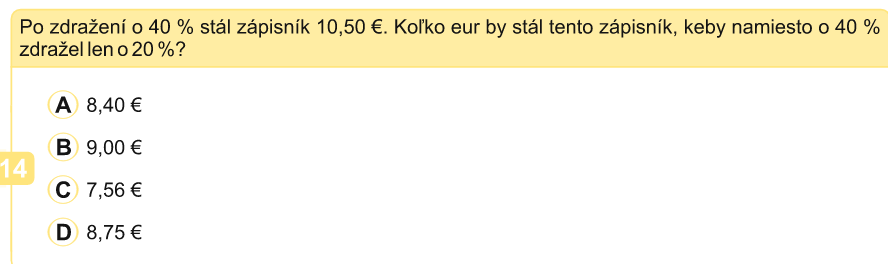 Po zdražení o 40 % stál zápisník 10,50 €. Koľko eur by stál tento zápisník, keby namiesto o 40 %
zdražel len o 20 %?
A 8,40 €
B 9,00 €
14
C 7,56 €
D 8,75 €